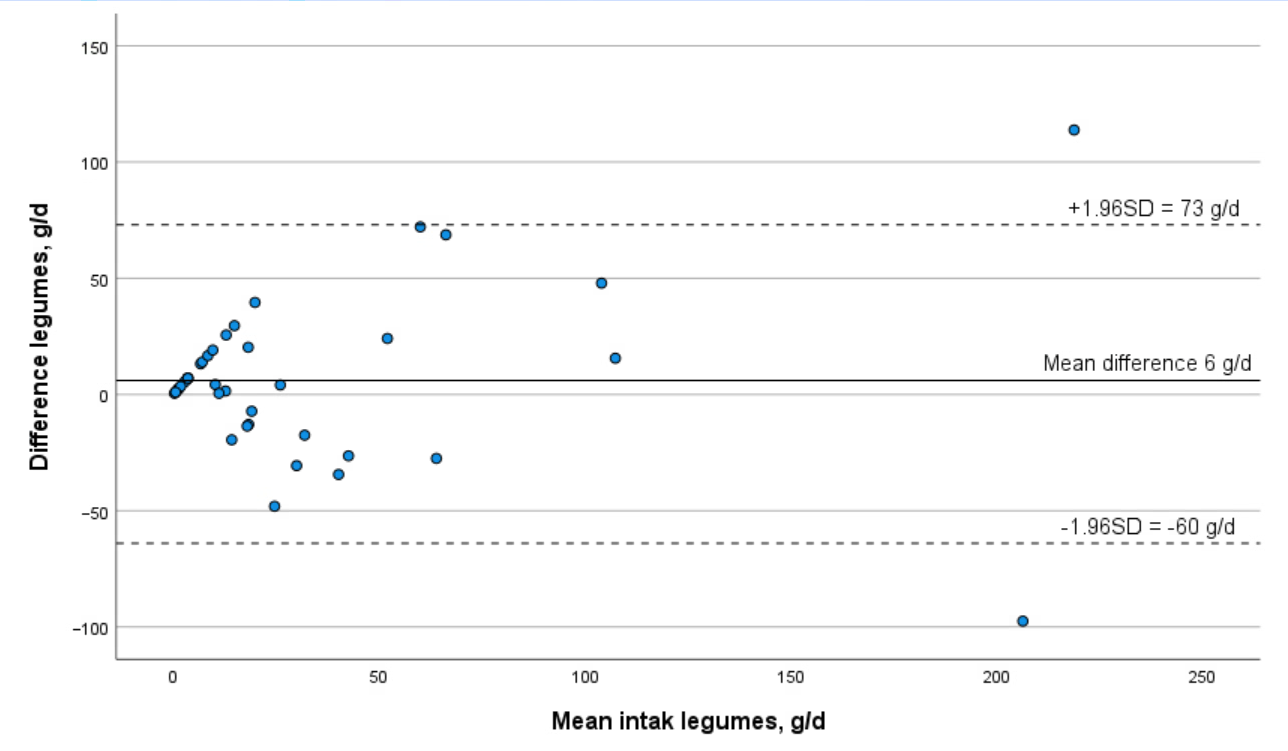 150
100
+1.96SD = 73 g/d
50
Mean difference 6 g/d
0
−50
-1.96SD = -60 g/d
−100
Difference legumes, g/d
0 50 100 150 200 250
Mean intak legumes, g/d